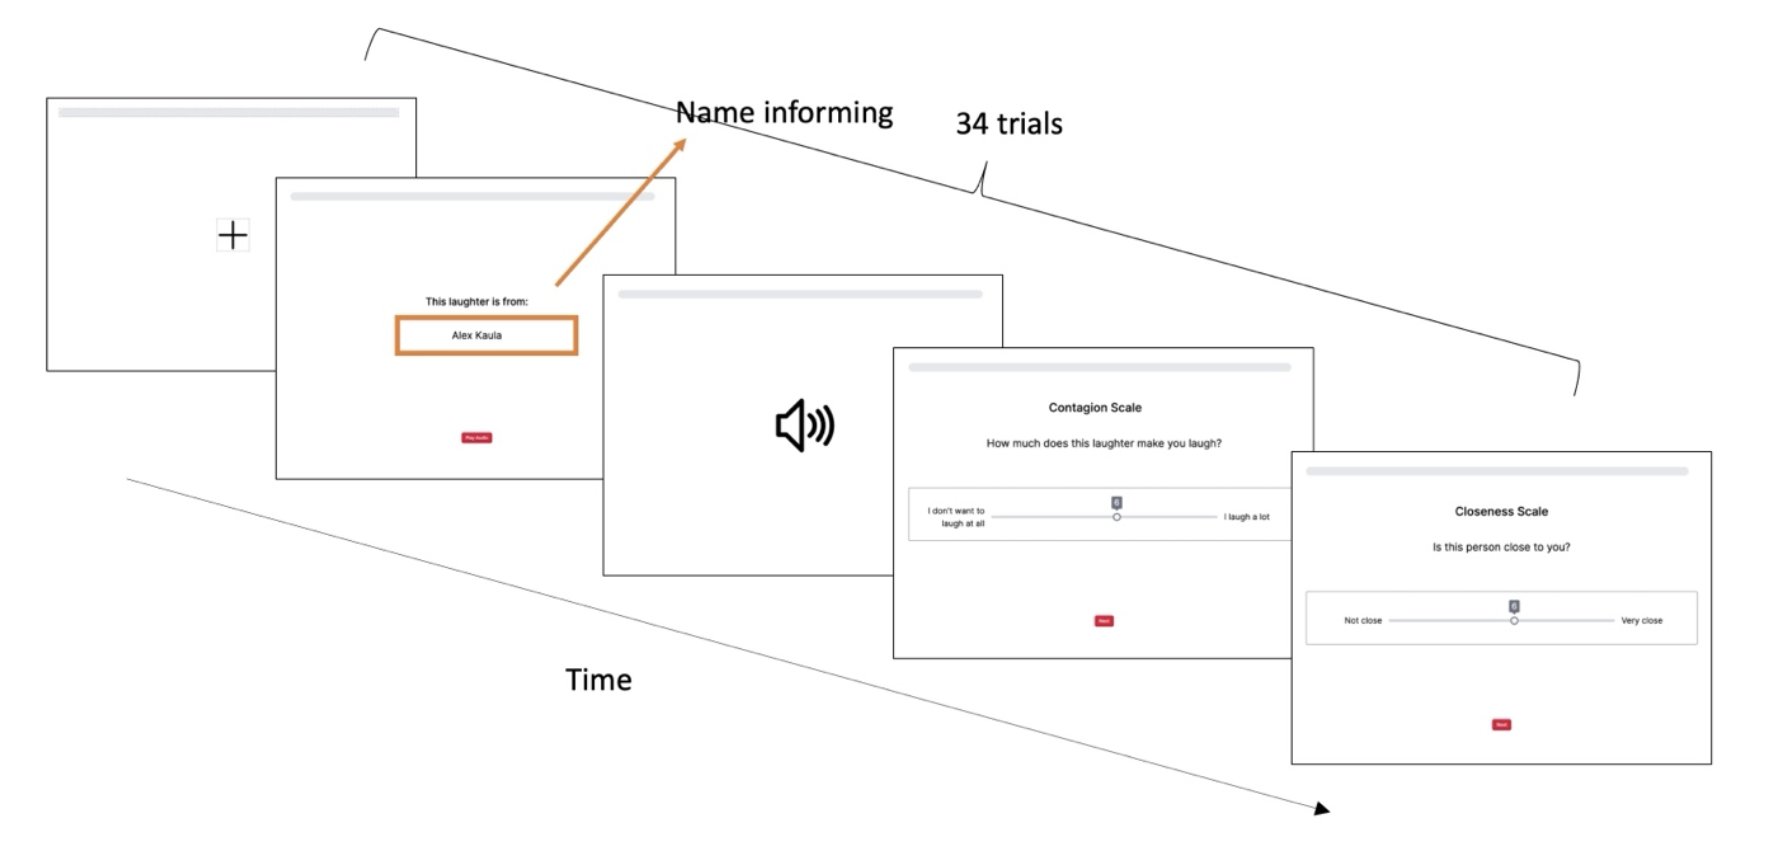 Name informing
34 trials
This laughter is from:
Alex Kaula
Play Audio
Contagion Scale
How much does this laughter make you laugh?
6
I don't want to
laugh at all
I laugh a lot
Next
Closeness Scale
Is this person close to you?
6
Not close
Very close
Next
Time